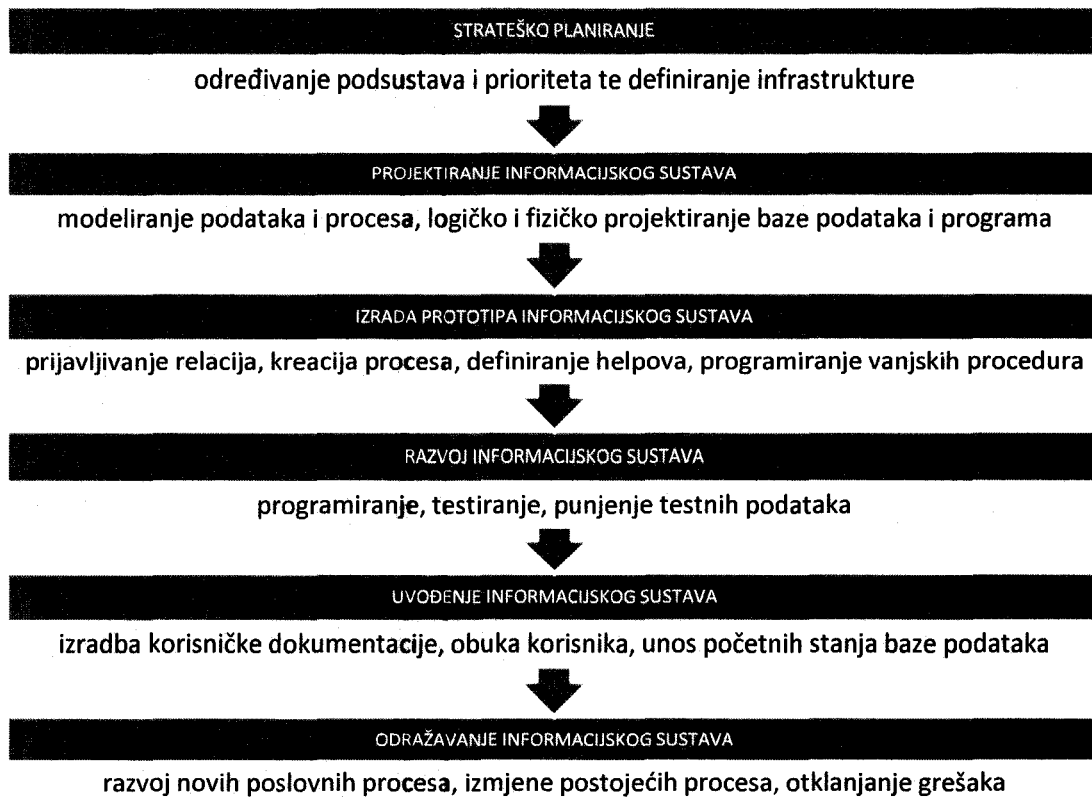 STRATEŠKO PLANIRANJE
određivanje podsustava i prioriteta te definiranje infrastrukture
PROJEKTIRANJE INFORMACIJSKOG SUSTAVA
modeliranje podataka i procesa, logičko i fizičko projektiranje baze podataka i programa
IZRADA PROTOTIPA INFORMACIJSKOG SUSTAVA
prijavljivanje relacija, kreacija procesa, definiranje helpova, programiranje vanjskih procedura
RAZVOJ INFORMACIJSKOG SUSTAVA
programiranje, testiranje, punjenje testnih podataka
UVOĐENJE INFORMACIJSKOG SUSTAVA
izradba korisničke dokumentacije, obuka korisnika, unos početnih stanja baze podataka
ODRAŽAVANJE INFORMACIJSKOG SUSTAVA
razvoj novih poslovnih procesa, izmjene postojećih procesa, otklanjanje grešaka